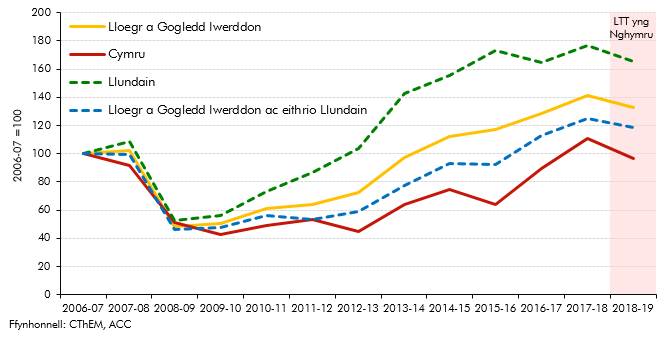 200
180
160
140
120
100
80
60
40
20
0
2006-07 =100
Lloegr a Gogledd Iwerddon
Cymru
Llundain
Lloegr a Gogledd Iwerddon ac eithrio Llundain
LTT yng
Nghymru
2006-07 2007-08 2008-09 2009-10 2010-11 2011-12 2012-13 2013-14 2014-15 2015-16 2016-17 2017-18 2018-19
Ffynhonnell: CThEM, ACC